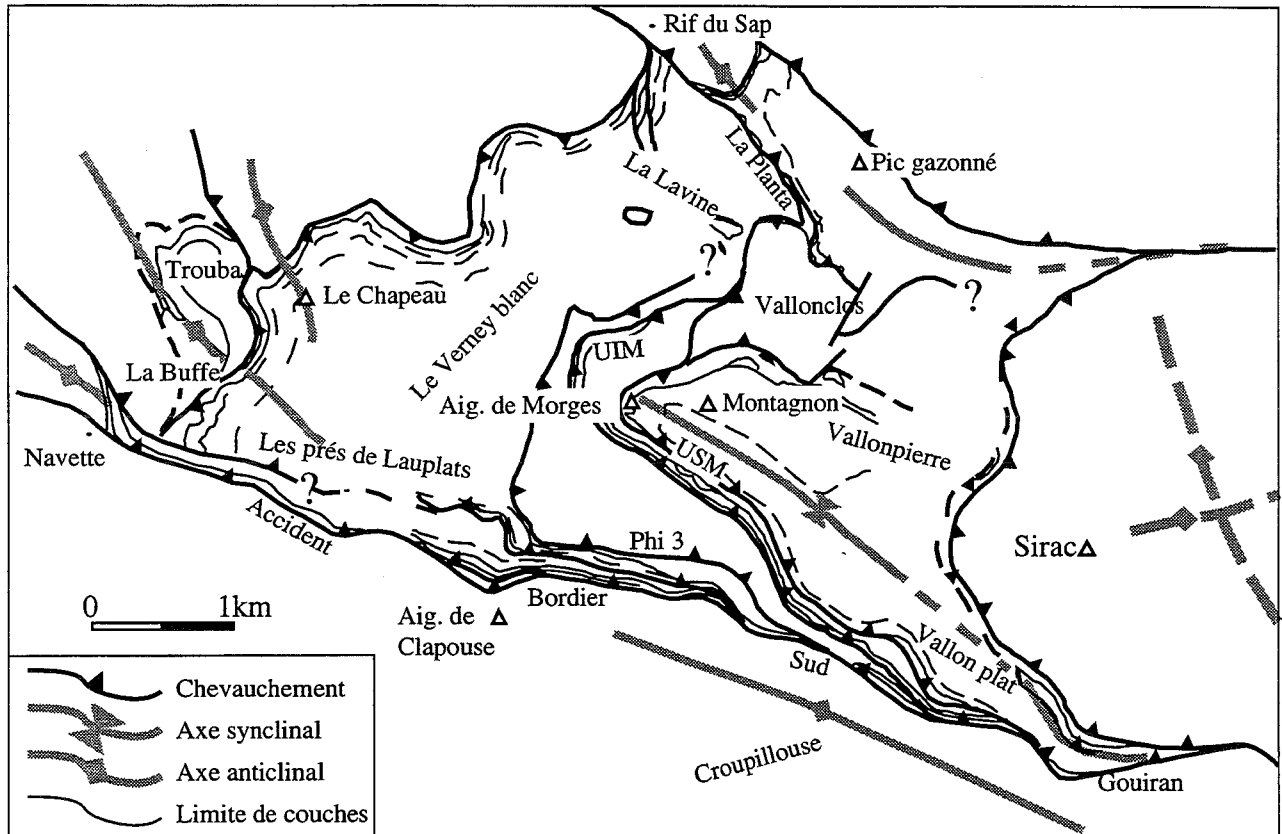 Rif du Sap
La Planta
Pic gazonné
La Lavine
Trouba
Le Chapeau
?
Vallonclos
?
Le Verney blanc
UIM
La Buffe
Aig. de Morges
Montagnon
Vallonpierre
Navette
Les prés de Lauplats
USM
?
Accident
Phi 3
Sirac
0 1km
Bordier
Aig. de
Clapouse
Sud
Vallon plat
Croupillouse
Gouiran
Chevauchement
Axe synclinal
Axe anticlinal
Limite de couches